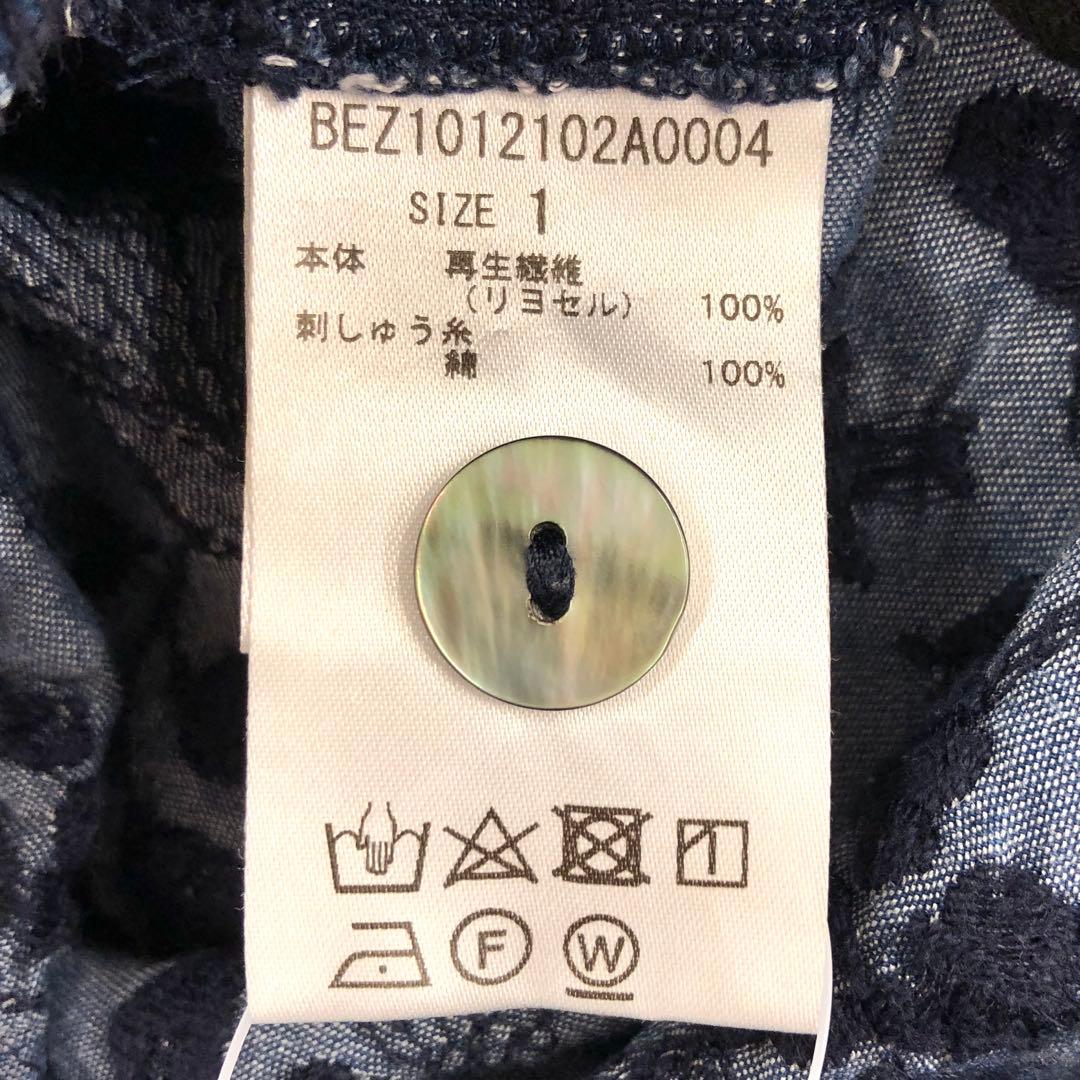 BEZ1012102A0004
SIZE 1
本体 再生繊維
(リヨセル) 100%
刺しゅう糸
綿 100%
F W